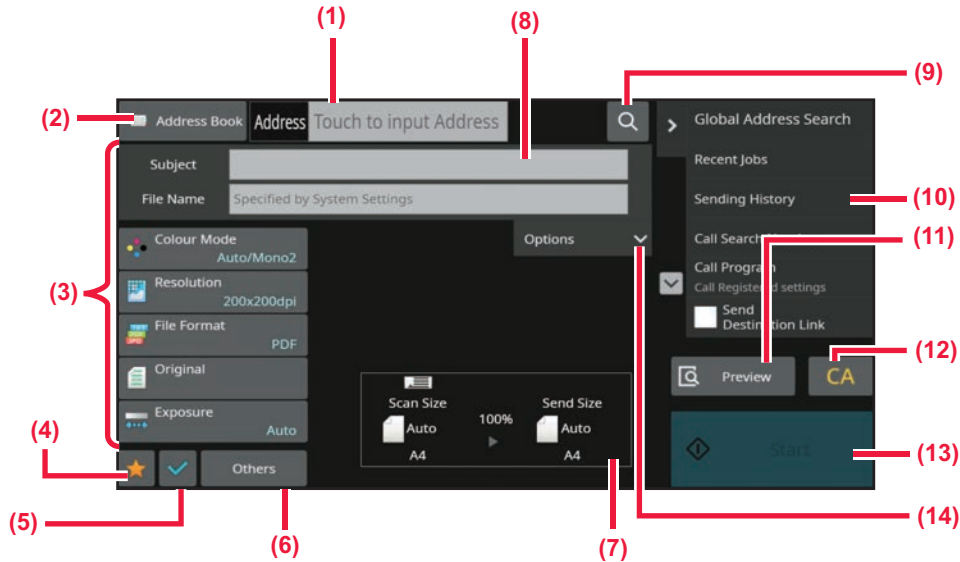 (1)
(8)
(9)
(2)
Address Book
Address
Touch to input Address
Global Address Search
Subject
Recent Jobs
File Name
Specified by System Settings
Sending History
(10)
Options
Call Search
(11)
(3)
Colour Mode
Auto/Mono2
Call Program
Call Registered settings
Resolution
200x200dpi
Send
Destination Link
File Format
PDF
(12)
Original
Preview
CA
Scan Size
Send Size
Exposure
Auto
100%
Auto
Auto
(4)
A4
A4
Start
(13)
Others
(5)
(6)
(7)
(14)